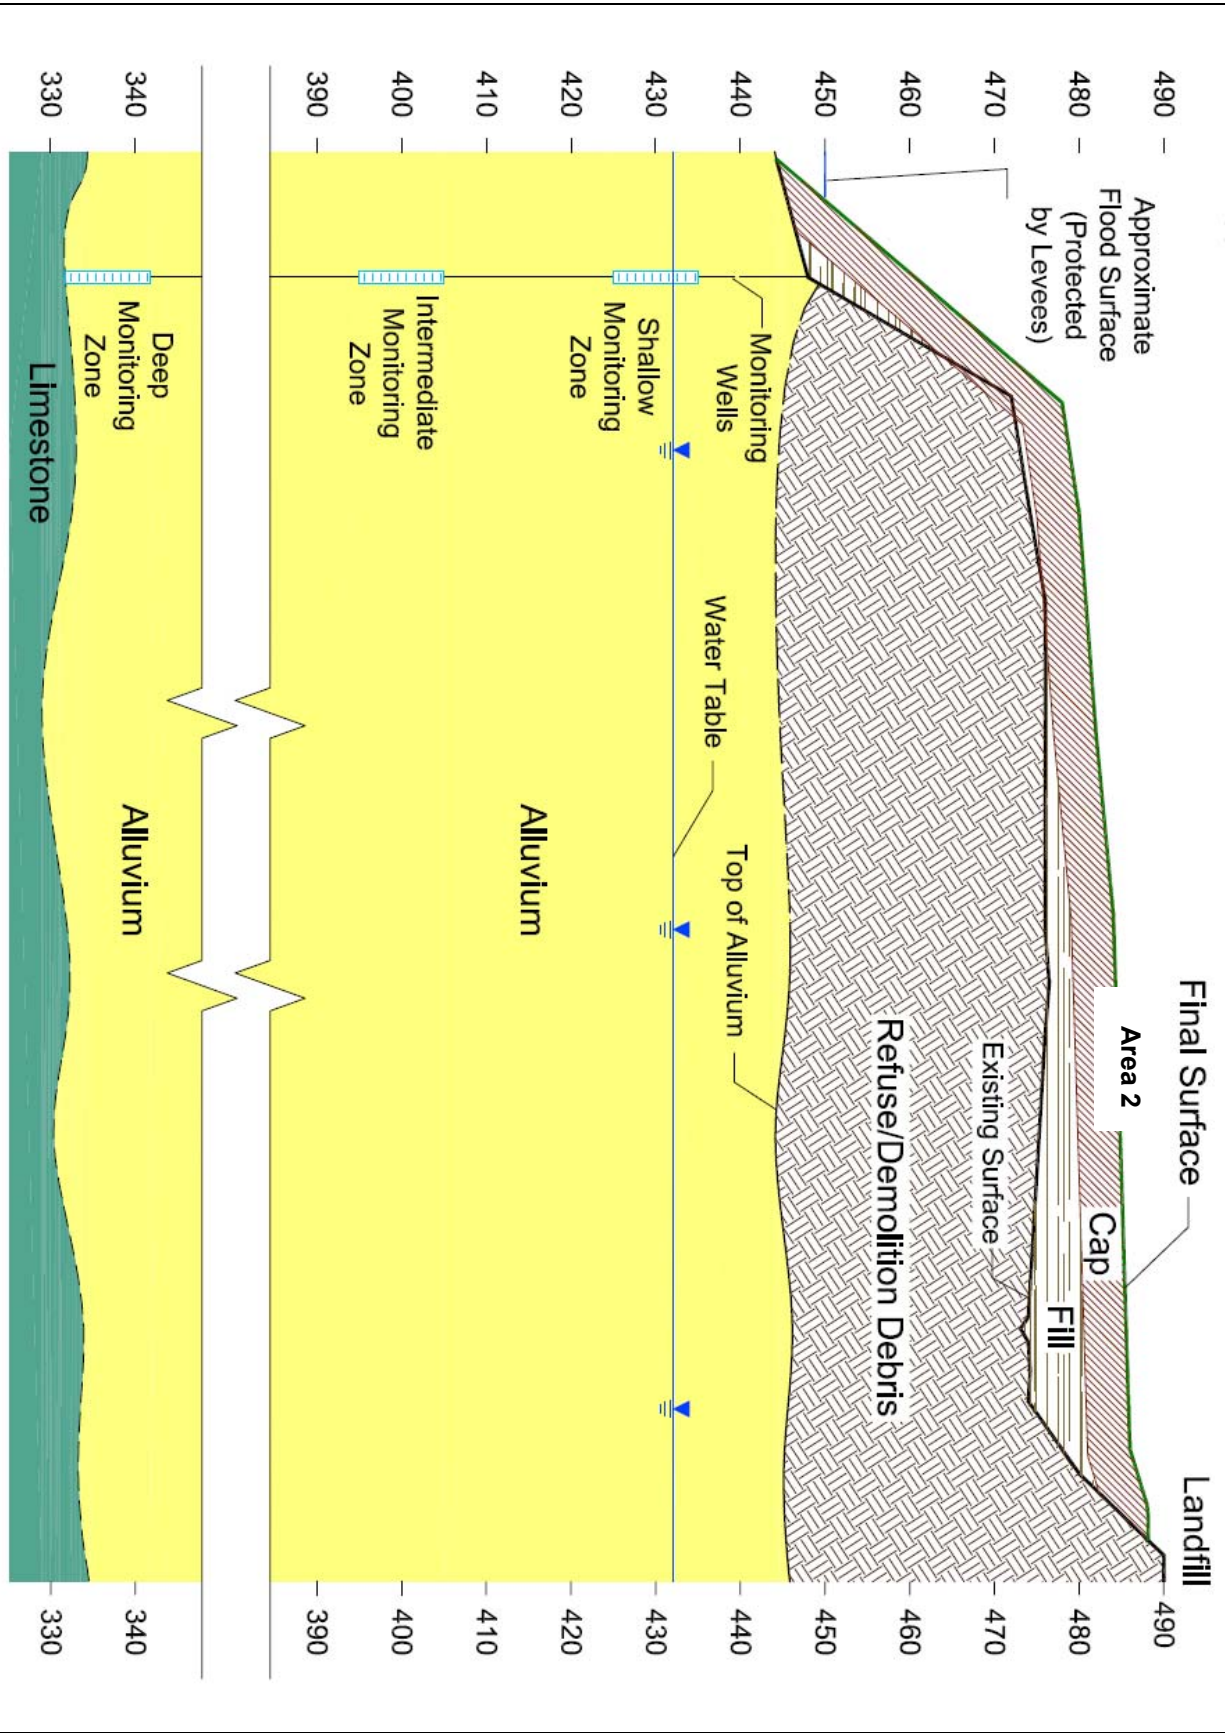 Landfill
Final Surface
Area 2
Cap
Fill
Existing Surface
Refuse/Demolition Debris
Approximate
Flood Surface
(Protected
by Levees)
Monitoring
Wells
Top of Alluvium
Water Table
Shallow
Monitoring
Zone
Intermediate
Monitoring
Zone
Alluvium
Deep
Monitoring
Zone
Alluvium
Limestone
490
480
470
460
450
440
430
420
410
400
390
340
330
490
480
470
460
450
440
430
420
410
400
390
340
330